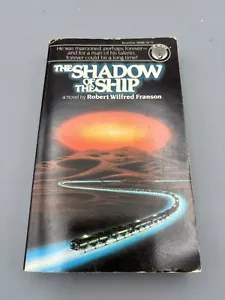 He was marooned, perhaps forever—
and for a man of his talents,
forever could be a long time!
THE SHADOW
OF THE SHIP
a novel by Robert Wilfred Franson